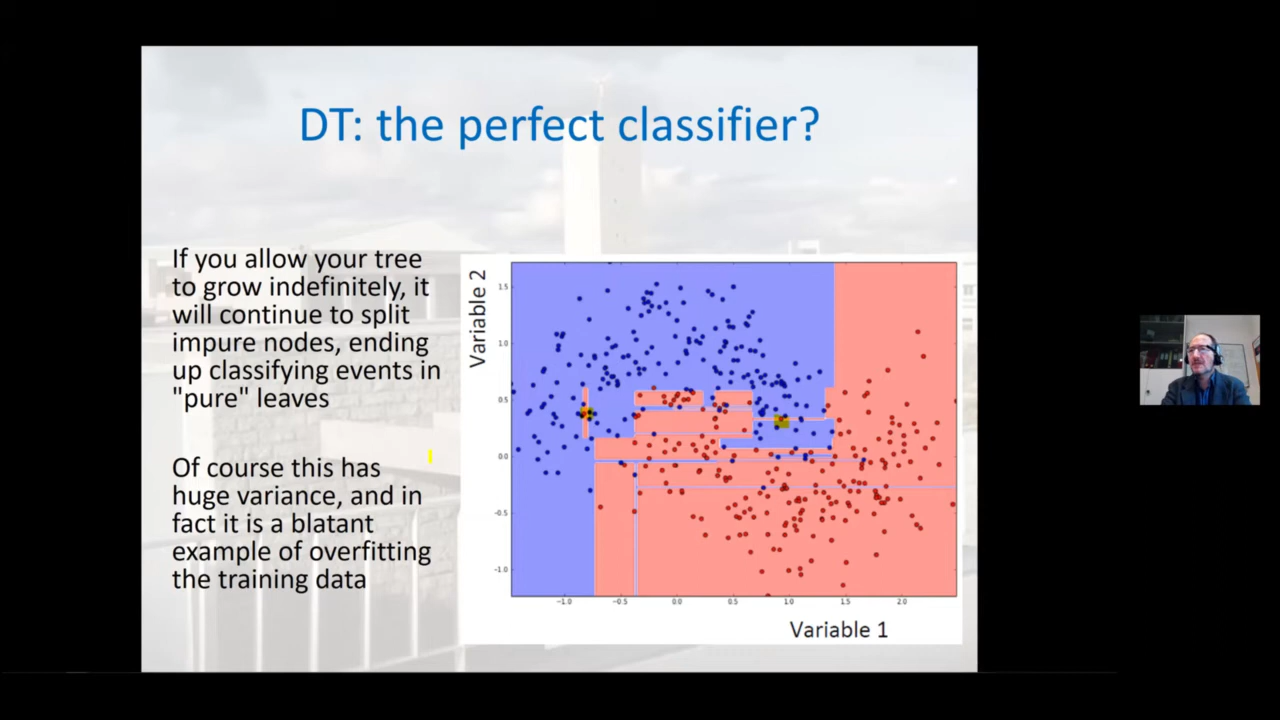 DT: the perfect classifier?
If you allow your tree
to grow indefinitely, it
will continue to split
impure nodes, ending
up classifying events in
"pure" leaves
Of course this has
huge variance, and in
fact it is a blatant
example of overfitting
the training data
Variable 2
1.5
1.0
0.5
0.0
-0.5
-1.0
-1.0 -0.5 0.0 0.5 1.0 1.5 2.0
Variable 1